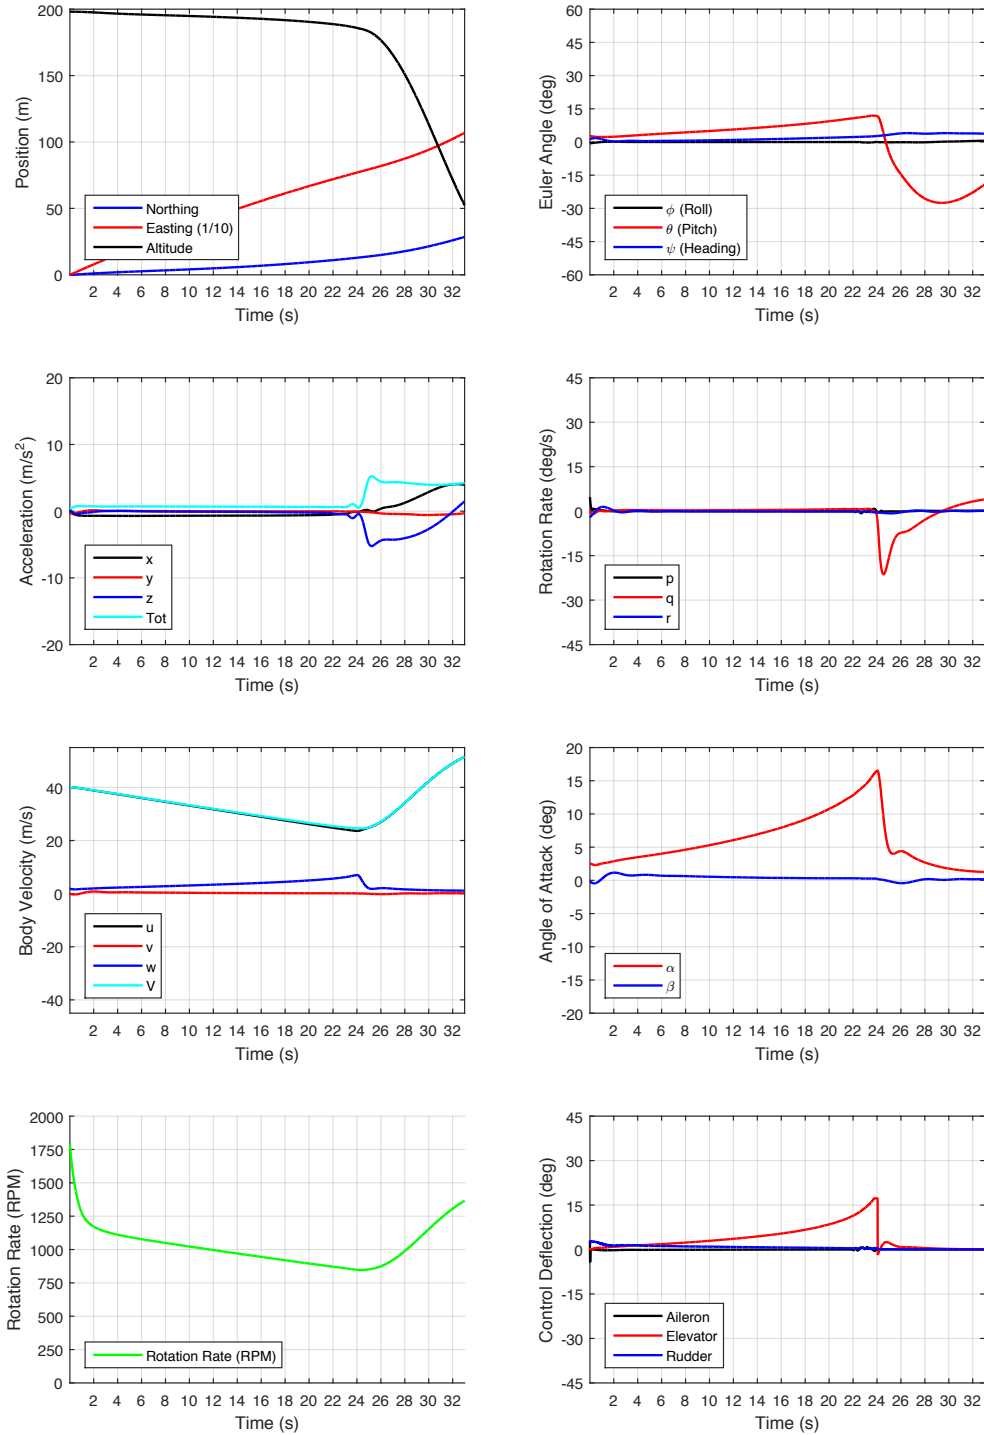 200
150
100
50
0
Position (m)
Northing
Easting (1/10)
Altitude
2 4 6 8 10 12 14 16 18 20 22 24 26 28 30 32
Time (s)
60
45
30
15
0
-15
-30
-45
-60
Euler Angle (deg)
ϕ (Roll)
θ (Pitch)
ψ (Heading)
2 4 6 8 10 12 14 16 18 20 22 24 26 28 30 32
Time (s)
20
10
0
-10
-20
Acceleration (m/s²)
x
y
z
Tot
2 4 6 8 10 12 14 16 18 20 22 24 26 28 30 32
Time (s)
45
30
15
0
-15
-30
-45
Rotation Rate (deg/s)
p
q
r
2 4 6 8 10 12 14 16 18 20 22 24 26 28 30 32
Time (s)
40
20
0
-20
-40
Body Velocity (m/s)
u
v
w
V
2 4 6 8 10 12 14 16 18 20 22 24 26 28 30 32
Time (s)
20
15
10
5
0
-5
-10
-15
-20
Angle of Attack (deg)
α
β
2 4 6 8 10 12 14 16 18 20 22 24 26 28 30 32
Time (s)
2000
1750
1500
1250
1000
750
500
250
0
Rotation Rate (RPM)
Rotation Rate (RPM)
2 4 6 8 10 12 14 16 18 20 22 24 26 28 30 32
Time (s)
45
30
15
0
-15
-30
-45
Control Deflection (deg)
Aileron
Elevator
Rudder
2 4 6 8 10 12 14 16 18 20 22 24 26 28 30 32
Time (s)